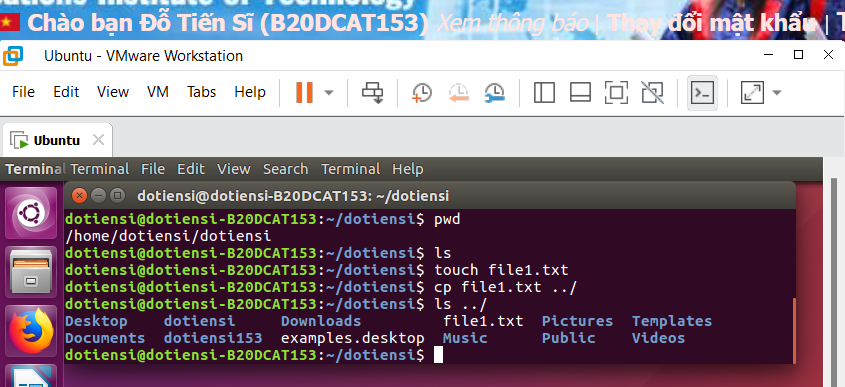 Chào bạn Đỗ Tiến Sĩ (B20DCAT153) Xem thông báo | Thay đổi mật khẩu |
Ubuntu - VMware Workstation
File Edit View VM Tabs Help
Ubuntu
Terminal Terminal File Edit View Search Terminal Help
dotiensi@dotiensi-B20DCAT153: ~/dotiensi
dotiensi@dotiensi-B20DCAT153:~/dotiensi$ pwd
/home/dotiensi/dotiensi
dotiensi@dotiensi-B20DCAT153:~/dotiensi$ ls
dotiensi@dotiensi-B20DCAT153:~/dotiensi$ touch file1.txt
dotiensi@dotiensi-B20DCAT153:~/dotiensi$ cp file1.txt ../
dotiensi@dotiensi-B20DCAT153:~/dotiensi$ ls ../
Desktop dotiensi Downloads file1.txt Pictures Templates
Documents dotiensi153 examples.desktop Music Public Videos
dotiensi@dotiensi-B20DCAT153:~/dotiensi$